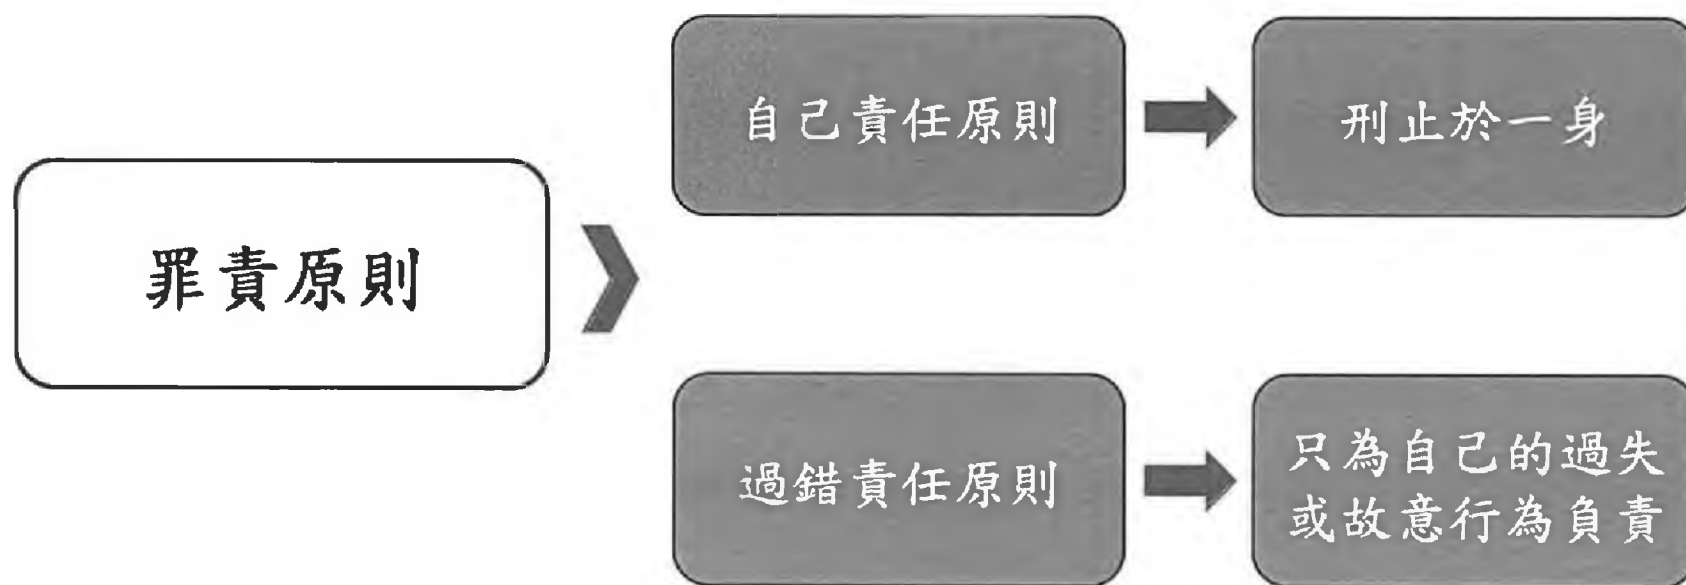 罪責原則
自己責任原則
刑止於一身
過錯責任原則
只為自己的過失
或故意行為負責